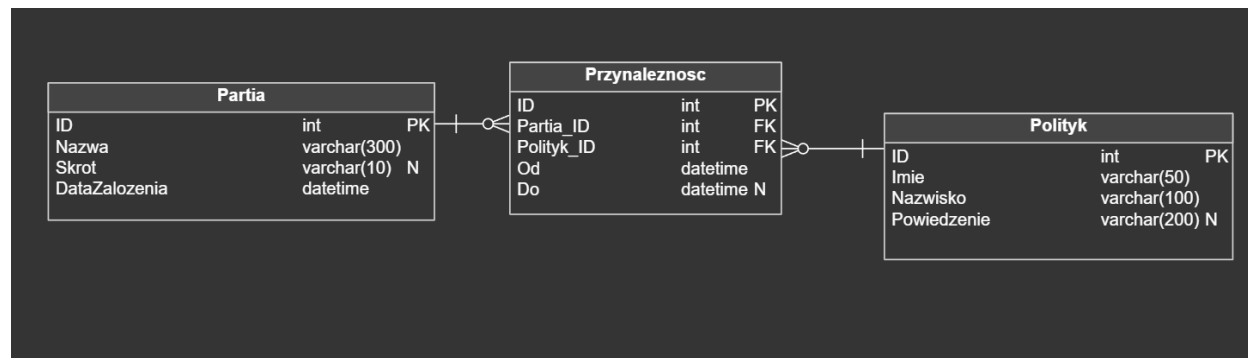 Partia
ID int PK
Nazwa varchar(300)
Skrot varchar(10) N
DataZalozenia datetime
Przynaleznosc
ID int PK
Partia_ID int FK
Polityk_ID int FK
Od datetime
Do datetime N
Polityk
ID int PK
Imie varchar(50)
Nazwisko varchar(100)
Powiedzenie varchar(200) N